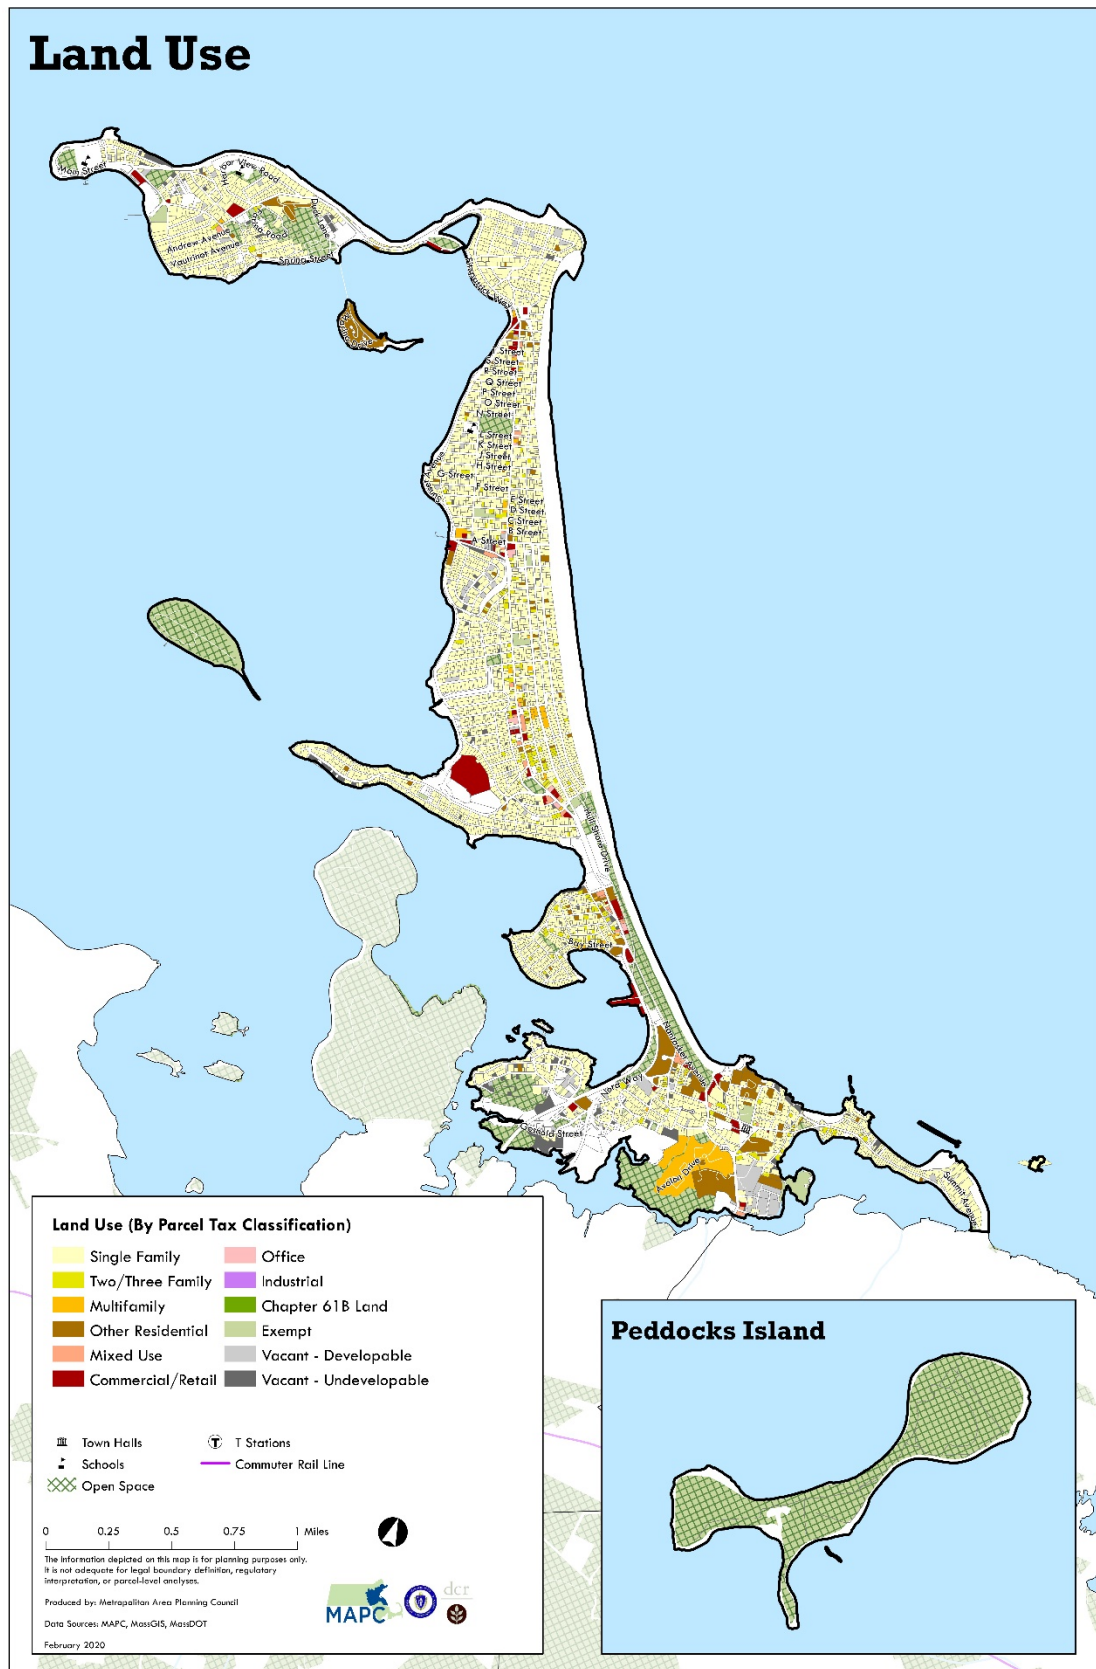 Land Use
Main Street
Harbor View Road
Duck Lane
Andrew Avenue
Vautrinot Avenue
Spring Street
Street
S Street
R Street
Q Street
P Street
O Street
N Street
L Street
K Street
J Street
H Street
G Street
F Street
E Street
D Street
C Street
B Street
A Street
Hull Shore Drive
Bay Street
Nantasket Avenue
Way
Street
Drive
Summit Avenue
Land Use (By Parcel Tax Classification)
Single Family
Two/Three Family
Multifamily
Other Residential
Mixed Use
Commercial/Retail
Office
Industrial
Chapter 61B Land
Exempt
Vacant - Developable
Vacant - Undevelopable
Town Halls
Schools
Open Space
T
T Stations
Commuter Rail Line
0 0.25 0.5 0.75 1 Miles
The information depicted on this map is for planning purposes only.
It is not adequate for legal boundary definition, regulatory
interpretation, or parcel-level analyses.
Produced by: Metropolitan Area Planning Council
Data Sources: MAPC, MassGIS, MassDOT
February 2020
MAPC
dcr
Peddocks Island